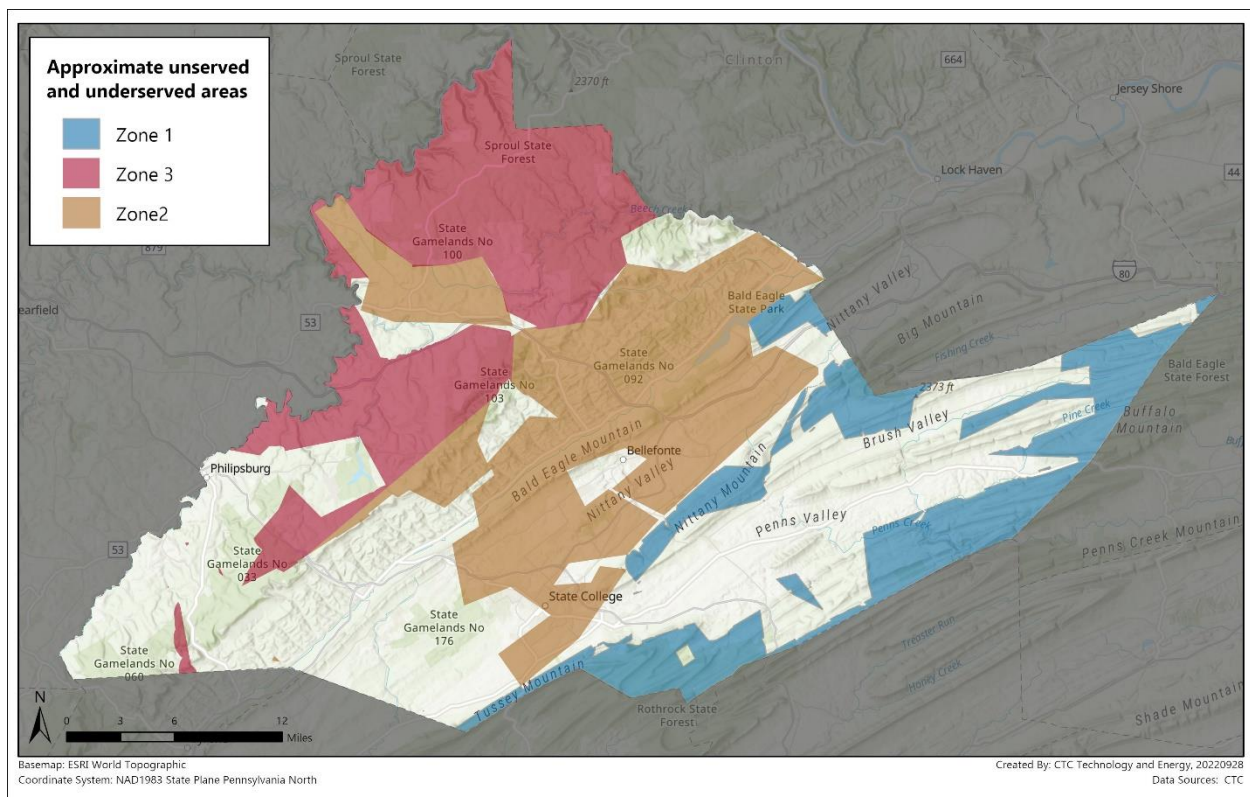 Approximate unserved
and underserved areas
Zone 1
Zone 3
Zone2
Sproul State
Forest
2370 ft
Clinton
664
Jersey Shore
Sproul State
Forest
Lock Haven
44
Beech Creek
879
State
Gamelands No
100
80
earfield
53
Bald Eagle
State Park
Nittany Valley
Big Mountain
Fishing Creek
State
Gamelands No
092
State
Gamelands No
103
2373 ft
Bald Eagle
State Forest
Pine Creek
Buffalo
Mountain
Brush Valley
Bald Eagle Mountain
Bellefonte
Nittany Valley
Nittany Mountain
Philipsburg
Penns Valley
Penns Creek
Penns Creek Mountain
53
State
Gamelands No
033
State College
State
Gamelands No
176
Treaster Run
State
Gamelands No
060
Tussey Mountain
Honey Creek
Rothrock State
Forest
Shade Mountain
N
0 3 6 12
Miles
Basemap: ESRI World Topographic
Created By: CTC Technology and Energy, 20220928
Coordinate System: NAD1983 State Plane Pennsylvania North
Data Sources: CTC